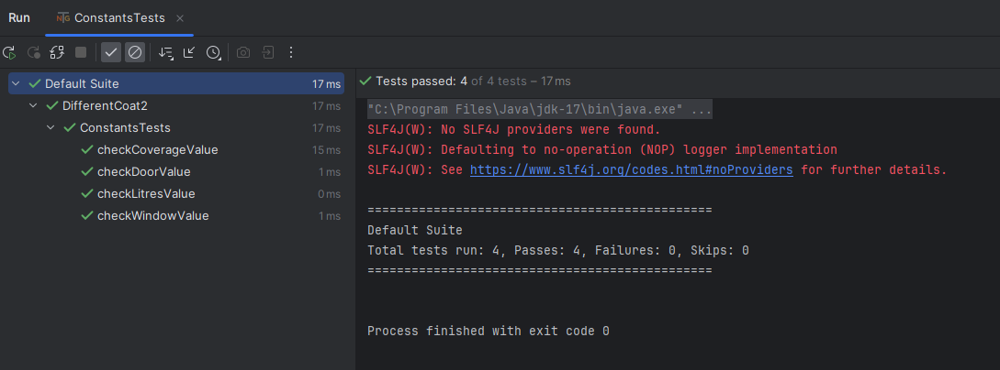 Run
NG ConstantsTests
Default Suite 17 ms
DifferentCoat2 17 ms
ConstantsTests 17 ms
checkCoverageValue 15 ms
checkDoorValue 1 ms
checkLitresValue 0 ms
checkWindowValue 1 ms
Tests passed: 4 of 4 tests – 17 ms
"C:\Program Files\Java\jdk-17\bin\java.exe" ...
SLF4J(W): No SLF4J providers were found.
SLF4J(W): Defaulting to no-operation (NOP) logger implementation
SLF4J(W): See https://www.slf4j.org/codes.html#noProviders for further details.
===============================================
Default Suite
Total tests run: 4, Passes: 4, Failures: 0, Skips: 0
===============================================
Process finished with exit code 0